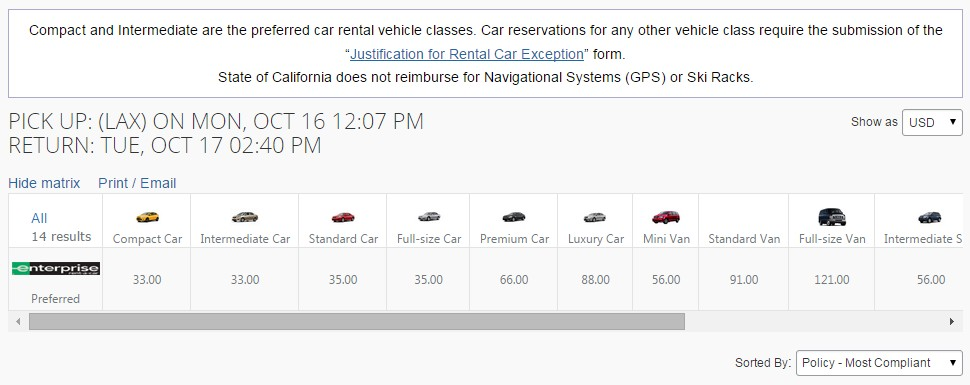 Compact and Intermediate are the preferred car rental vehicle classes. Car reservations for any other vehicle class require the submission of the
“Justification for Rental Car Exception” form.
State of California does not reimburse for Navigational Systems (GPS) or Ski Racks.
PICK UP: (LAX) ON MON, OCT 16 12:07 PM
Show as USD
RETURN: TUE, OCT 17 02:40 PM
Hide matrix Print / Email
All
14 results Compact Car Intermediate Car Standard Car Full-size Car Premium Car Luxury Car Mini Van Standard Van Full-size Van Intermediate S
enterprise
33.00 33.00 35.00 35.00 66.00 88.00 56.00 91.00 121.00 56.00
Preferred
Sorted By: Policy - Most Compliant